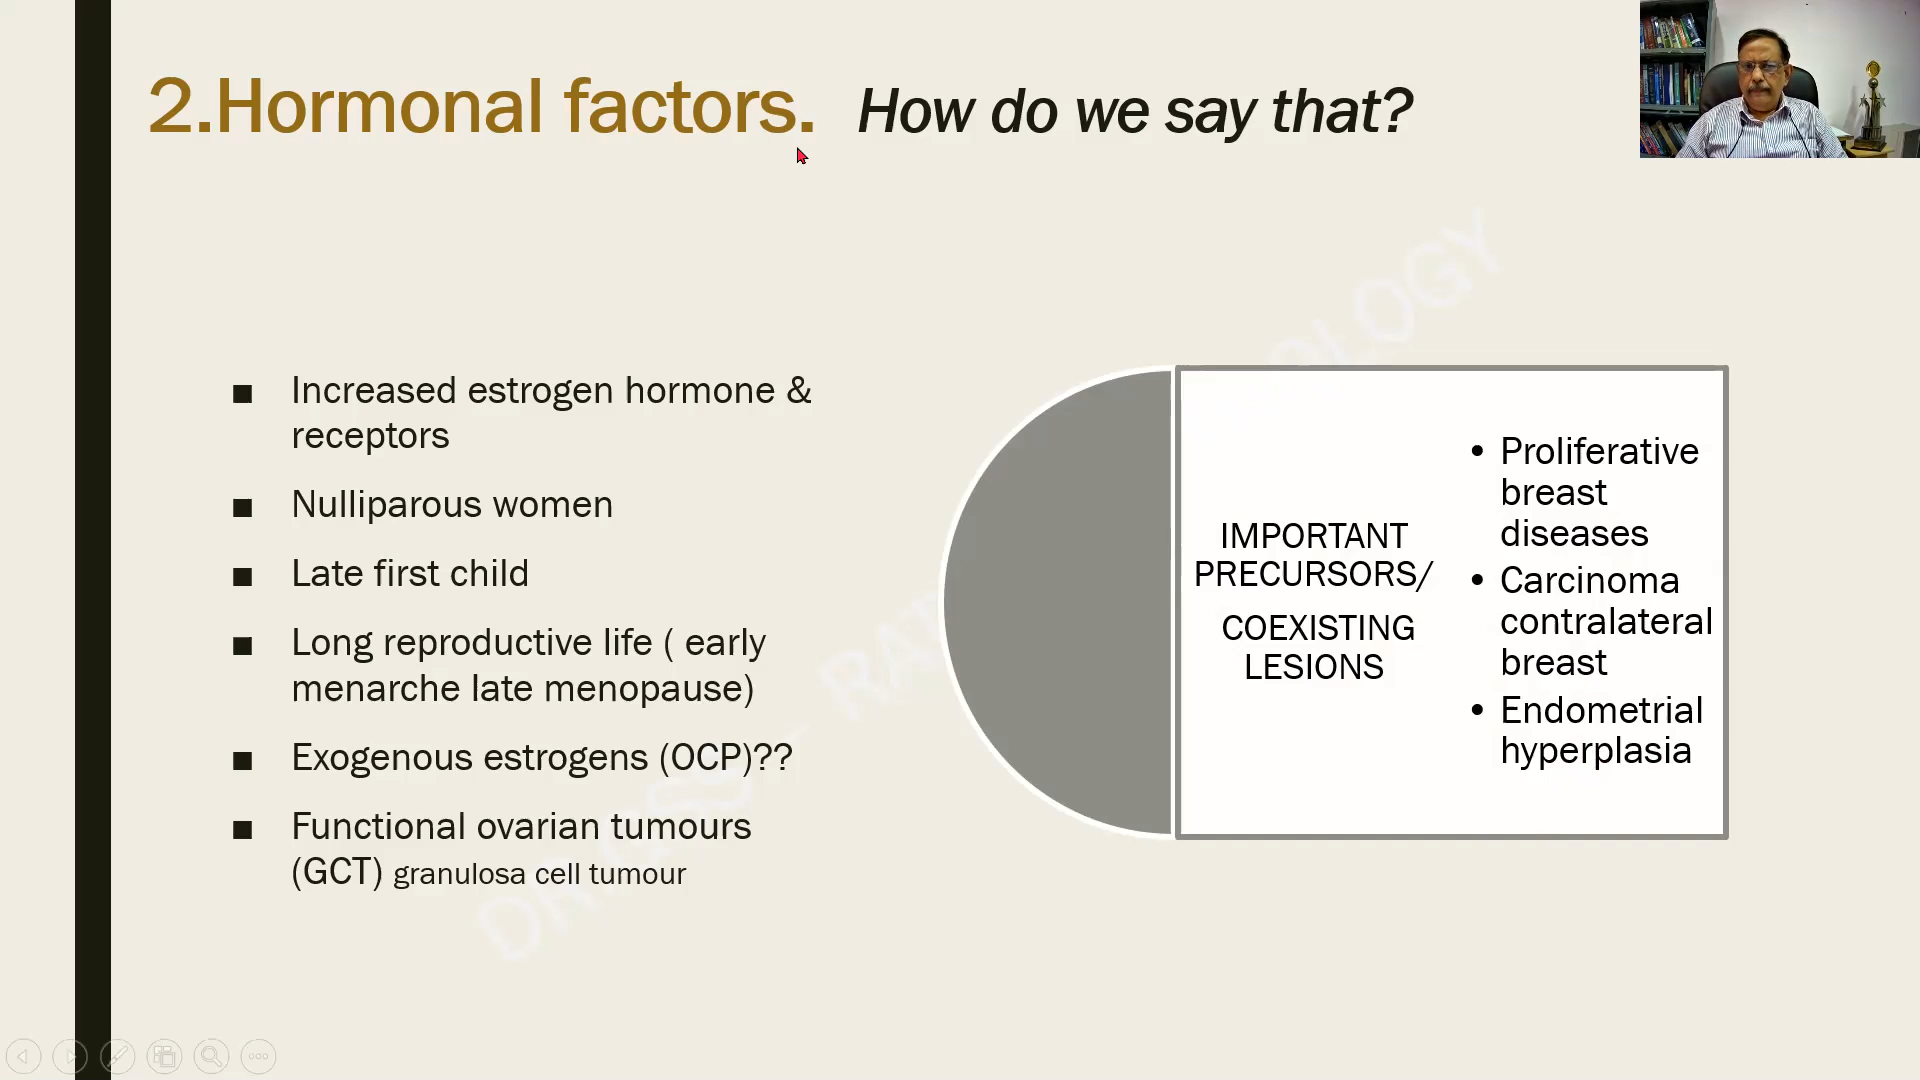 2.Hormonal factors. How do we say that?
■ Increased estrogen hormone &
receptors
■ Nulliparous women
■ Late first child
■ Long reproductive life ( early
menarche late menopause)
■ Exogenous estrogens (OCP)??
■ Functional ovarian tumours
(GCT) granulosa cell tumour
IMPORTANT
PRECURSORS/
COEXISTING
LESIONS
• Proliferative
breast
diseases
• Carcinoma
contralateral
breast
• Endometrial
hyperplasia